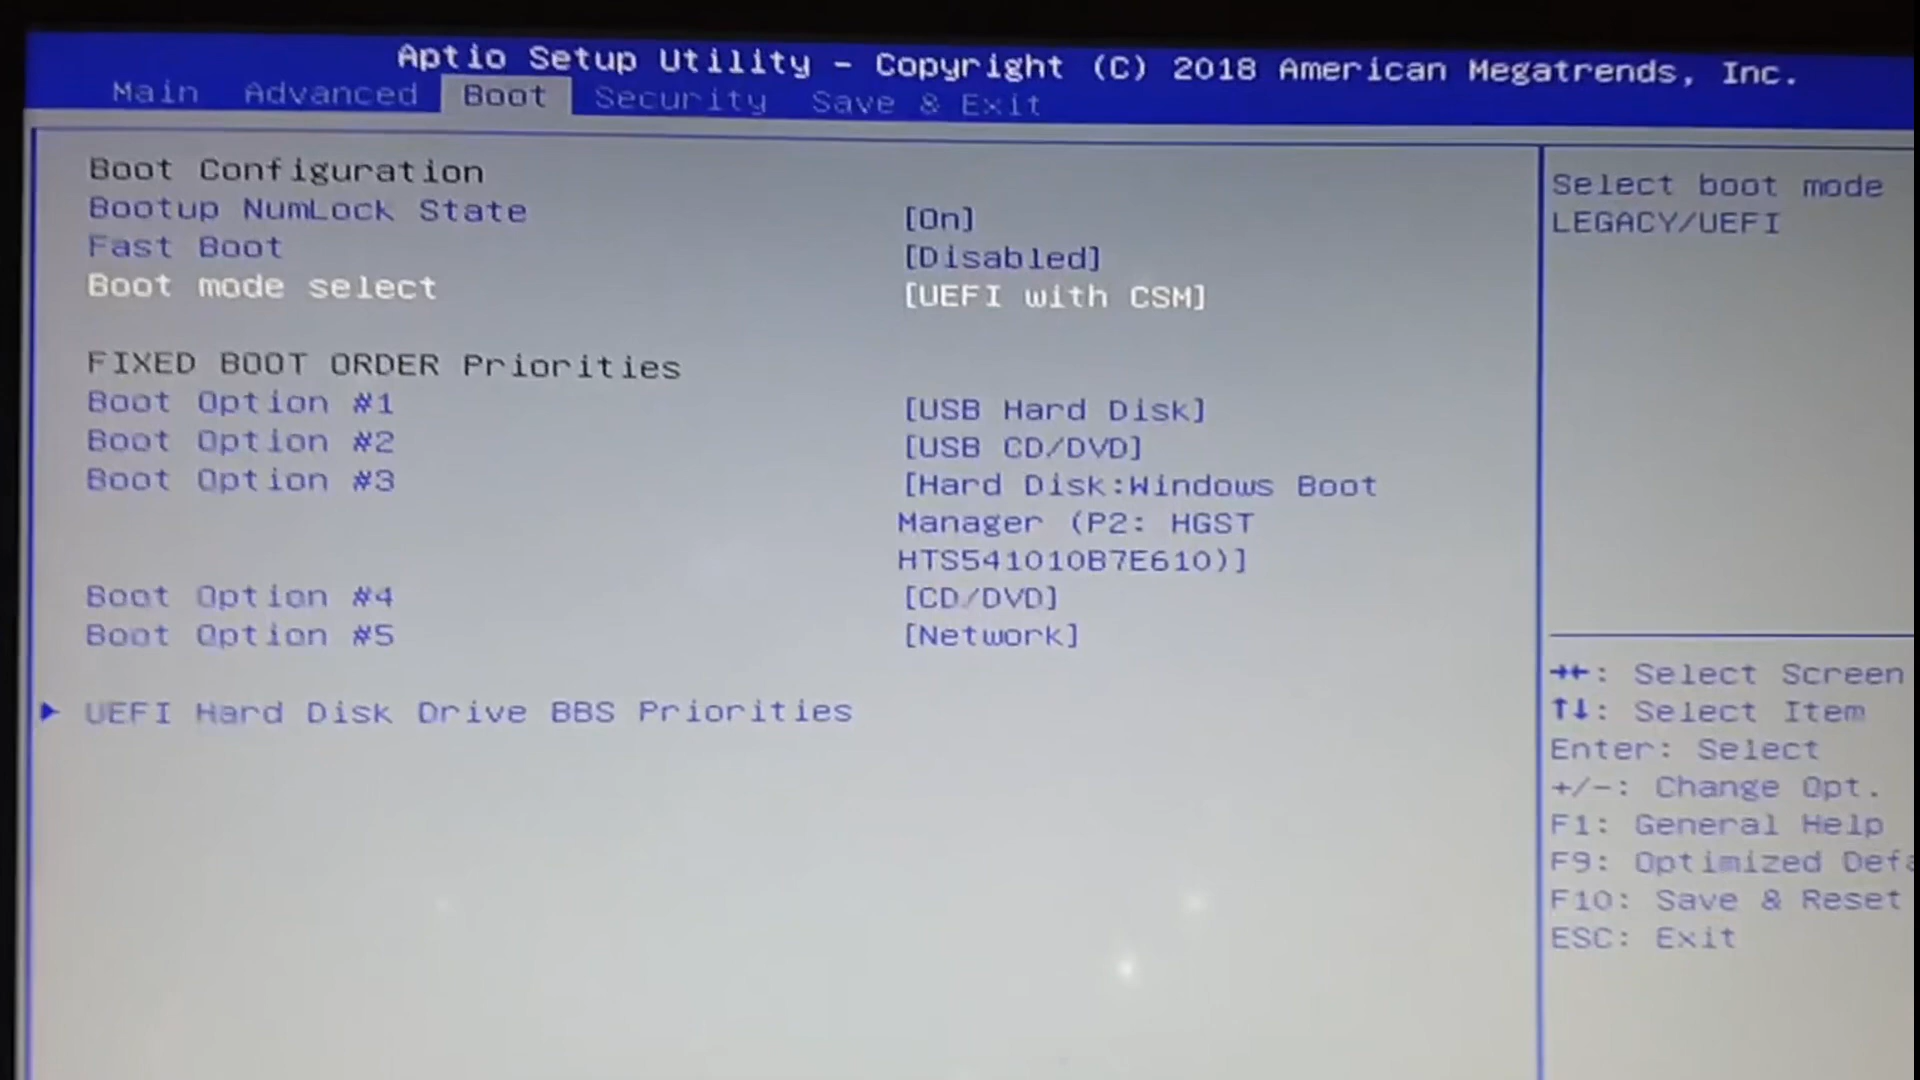 Aptio Setup Utility - Copyright (C) 2018 American Megatrends, Inc.
Main Advanced Boot Security Save & Exit
Boot Configuration
Bootup NumLock State [On]
Fast Boot [Disabled]
Boot mode select [UEFI with CSM]
FIXED BOOT ORDER Priorities
Boot Option #1 [USB Hard Disk]
Boot Option #2 [USB CD/DVD]
Boot Option #3 [Hard Disk:Windows Boot
Manager (P2: HGST
HTS541010B7E610)]
Boot Option #4 [CD/DVD]
Boot Option #5 [Network]
UEFI Hard Disk Drive BBS Priorities
Select boot mode
LEGACY/UEFI
→←: Select Screen
↑↓: Select Item
Enter: Select
+/-: Change Opt.
F1: General Help
F9: Optimized
F10: Save & Reset
ESC: Exit